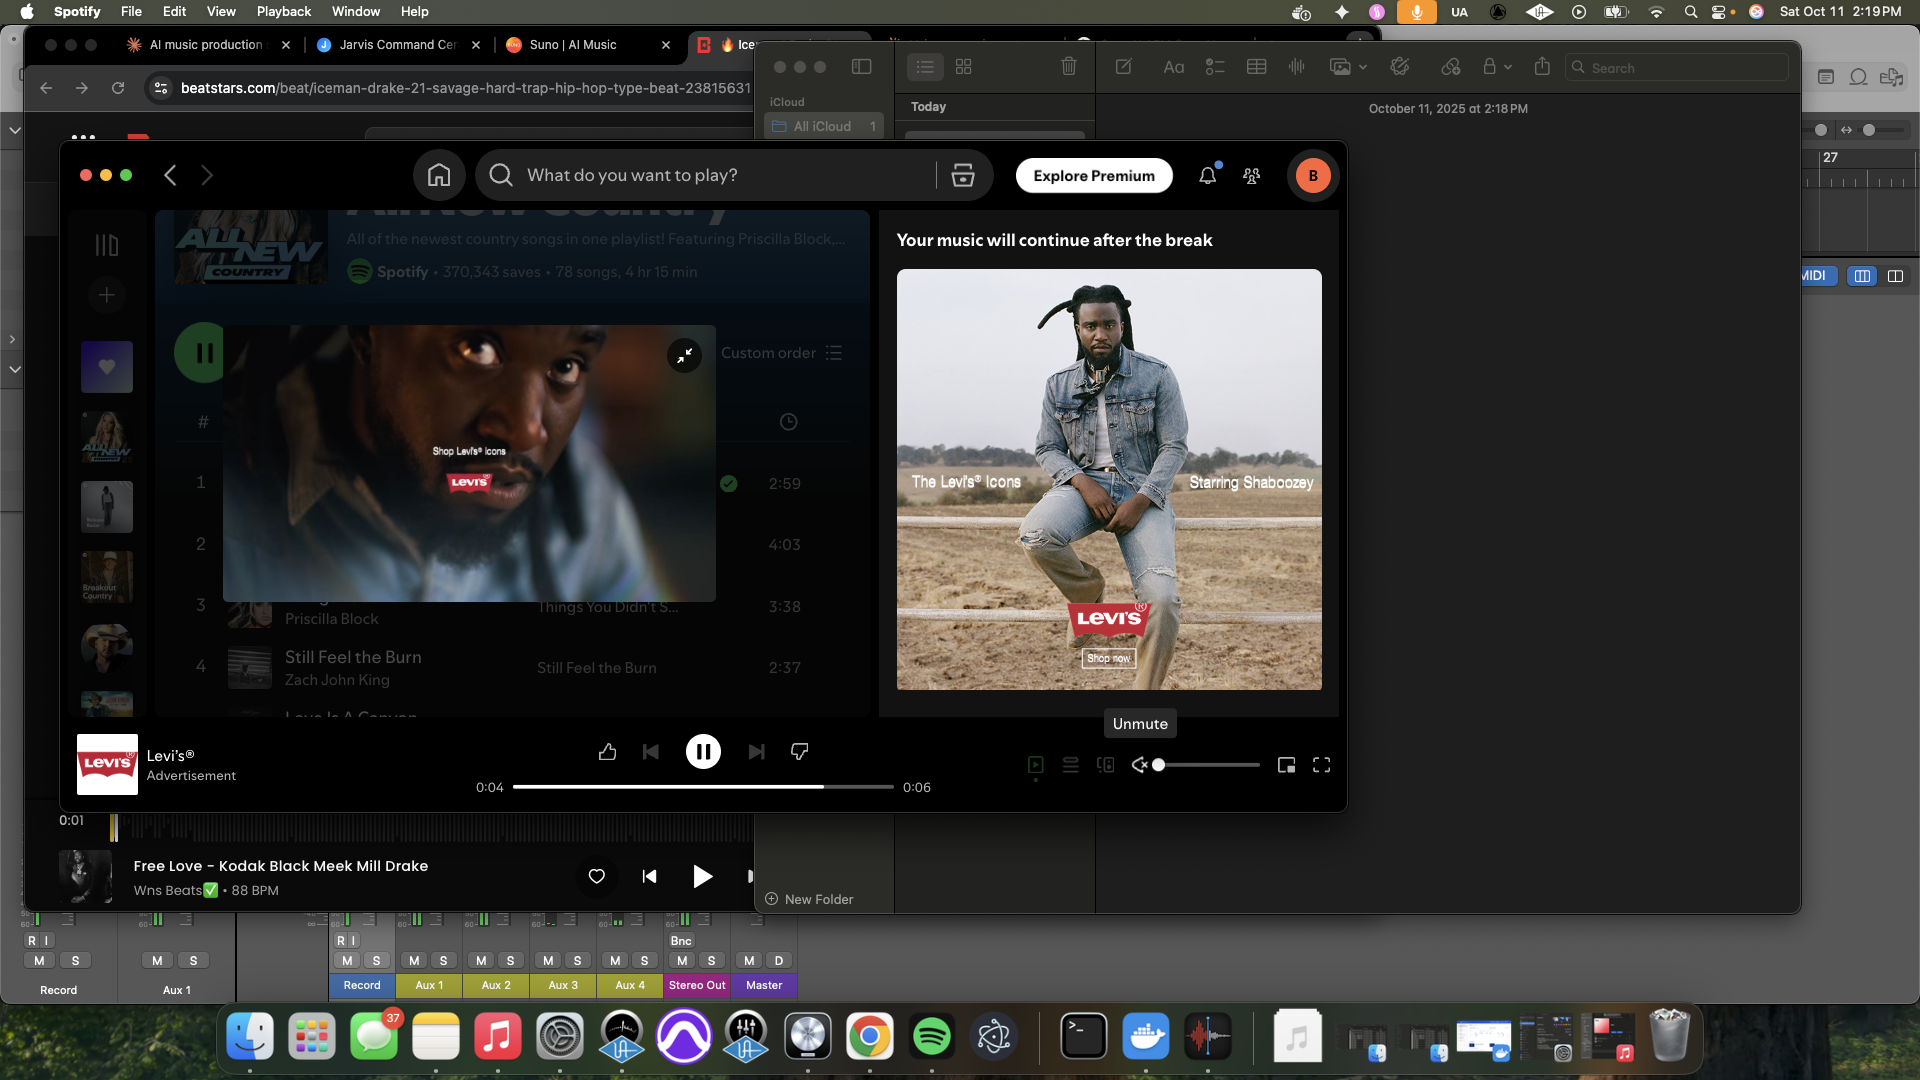 Spotify File Edit View Playback Window Help
UA Sat Oct 11 2:19 PM
AI music production
Jarvis Command Cen
Suno | AI Music
beatstars.com/beat/iceman-drake-21-savage-hard-trap-hip-hop-type-beat-23815631
Aa
Search
iCloud
All iCloud 1
Today
October 11, 2025 at 2:18 PM
27
MIDI
What do you want to play?
Explore Premium
B
All New Country
ALL NEW
COUNTRY
All of the newest country songs in one playlist! Featuring Priscilla Block,...
Spotify • 370,343 saves • 78 songs, 4 hr 15 min
Custom order
#
Shop Levi's® Icons
LEVI'S
1 2:59
2 4:03
3 Things You Didn't S... 3:38
Priscilla Block
4 Still Feel the Burn Still Feel the Burn 2:37
Zach John King
Breakout
Country
Your music will continue after the break
The Levi's® Icons
Starring Shaboozey
LEVI'S®
Shop now
Unmute
LEVI'S
Levi's®
Advertisement
0:04
0:06
0:01
Free Love - Kodak Black Meek Mill Drake
Wns Beats✅ • 88 BPM
New Folder
R I
R I
Bnc
M S
M S
M S
M S
M S
M S
M S
M S
M D
Record
Aux 1
Record
Aux 1
Aux 2
Aux 3
Aux 4
Stereo Out
Master
37